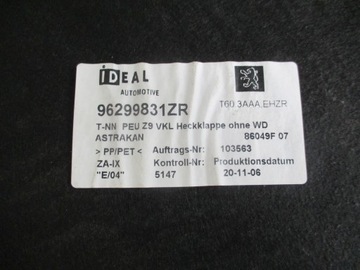 IDEAL
AUTOMOTIVE
96299831ZR
T60 3AAA.EHZR
T-NN PEU Z9 VKL Heckklappe ohne WD
ASTRAKAN 86049F 07
> PP/PET < Auftrags-Nr: 103563
ZA-IX Kontroll-Nr: Produktionsdatum
"E/04" 5147 20-11-06